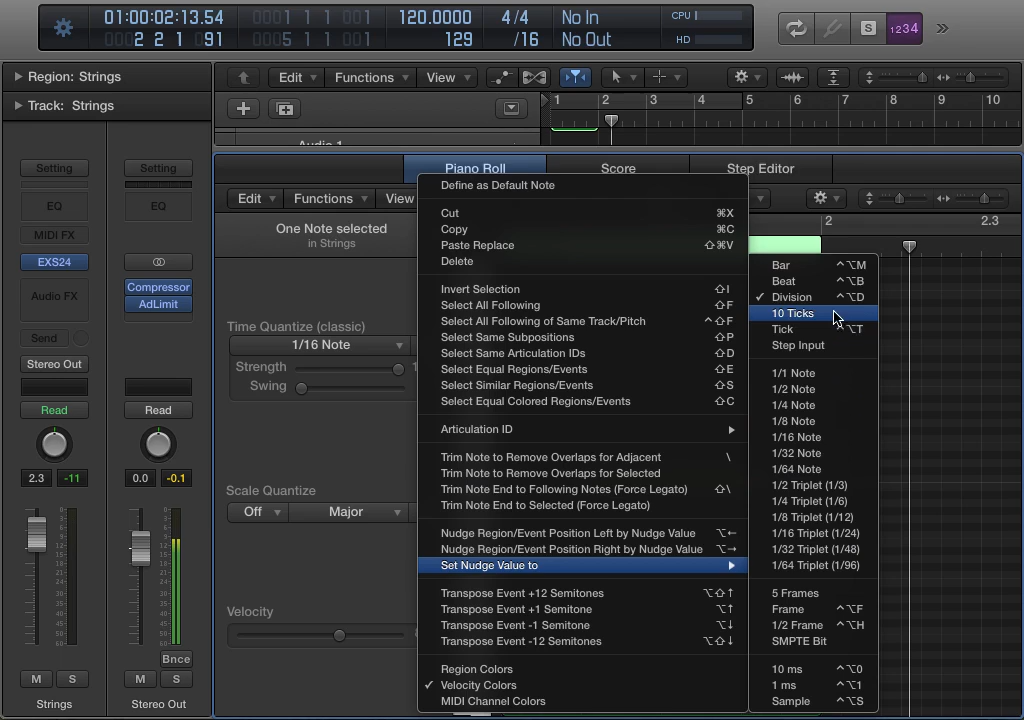 01:00:02:13.54 0001 1 1 001 120.0000 4/4 No In CPU
0002 2 1 091 0005 1 1 001 129 /16 No Out HD
S 1234
Region: Strings
Track: Strings
Edit Functions View
1 2 3 4 5 6 7 8 9 10
Audio 1
Piano Roll Score Step Editor
Edit Functions View
One Note selected
in Strings
2 2.3
Setting Setting
EQ EQ
MIDI FX
EXS24
Audio FX
Compressor
AdLimit
Send
Stereo Out
Read Read
2.3 -11 0.0 -0.1
Bnce
M S M S
Strings Stereo Out
Time Quantize (classic)
1/16 Note
Strength 1
Swing
Scale Quantize
Off Major
Velocity
Define as Default Note
Cut ⌘X
Copy ⌘C
Paste Replace ⇧⌘V
Delete
Invert Selection ⇧I
Select All Following ⇧F
Select All Following of Same Track/Pitch ^⇧F
Select Same Subpositions ⇧P
Select Same Articulation IDs ⇧D
Select Equal Regions/Events ⇧E
Select Similar Regions/Events ⇧S
Select Equal Colored Regions/Events ⇧C
Articulation ID
Trim Note to Remove Overlaps for Adjacent \
Trim Note to Remove Overlaps for Selected
Trim Note End to Following Notes (Force Legato) ⇧\
Trim Note End to Selected (Force Legato)
Nudge Region/Event Position Left by Nudge Value ⌥←
Nudge Region/Event Position Right by Nudge Value ⌥→
Set Nudge Value to
Transpose Event +12 Semitones ⌥⇧↑
Transpose Event +1 Semitone ⌥↑
Transpose Event -1 Semitone ⌥↓
Transpose Event -12 Semitones ⌥⇧↓
Region Colors
✓ Velocity Colors
MIDI Channel Colors
Bar ^⌥M
Beat ^⌥B
✓ Division ^⌥D
10 Ticks
Tick ^⌥T
Step Input
1/1 Note
1/2 Note
1/4 Note
1/8 Note
1/16 Note
1/32 Note
1/64 Note
1/2 Triplet (1/3)
1/4 Triplet (1/6)
1/8 Triplet (1/12)
1/16 Triplet (1/24)
1/32 Triplet (1/48)
1/64 Triplet (1/96)
5 Frames
Frame ^⌥F
1/2 Frame ^⌥H
SMPTE Bit
10 ms ^⌥0
1 ms ^⌥1
Sample ^⌥S